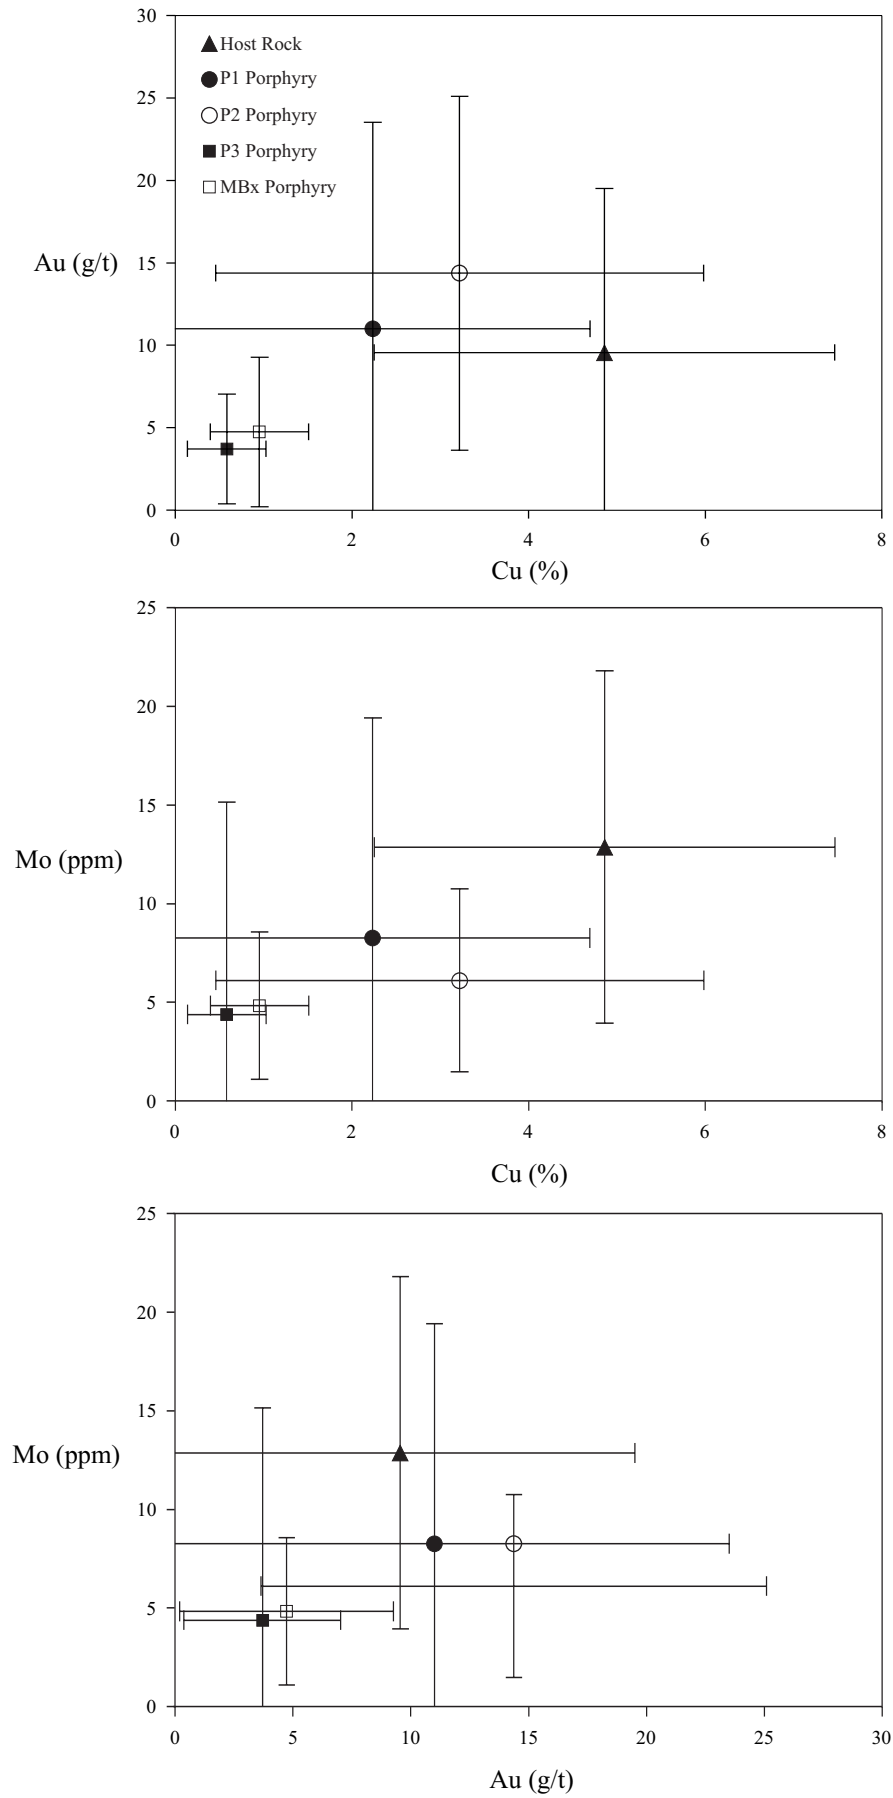 30
Host Rock
P1 Porphyry
25
P2 Porphyry
P3 Porphyry
20
MBx Porphyry
Au (g/t)
15
10
5
0
0 2 4 6 8
Cu (%)
25
20
15
Mo (ppm)
10
5
0
0 2 4 6 8
Cu (%)
25
20
15
Mo (ppm)
10
5
0
0 5 10 15 20 25 30
Au (g/t)